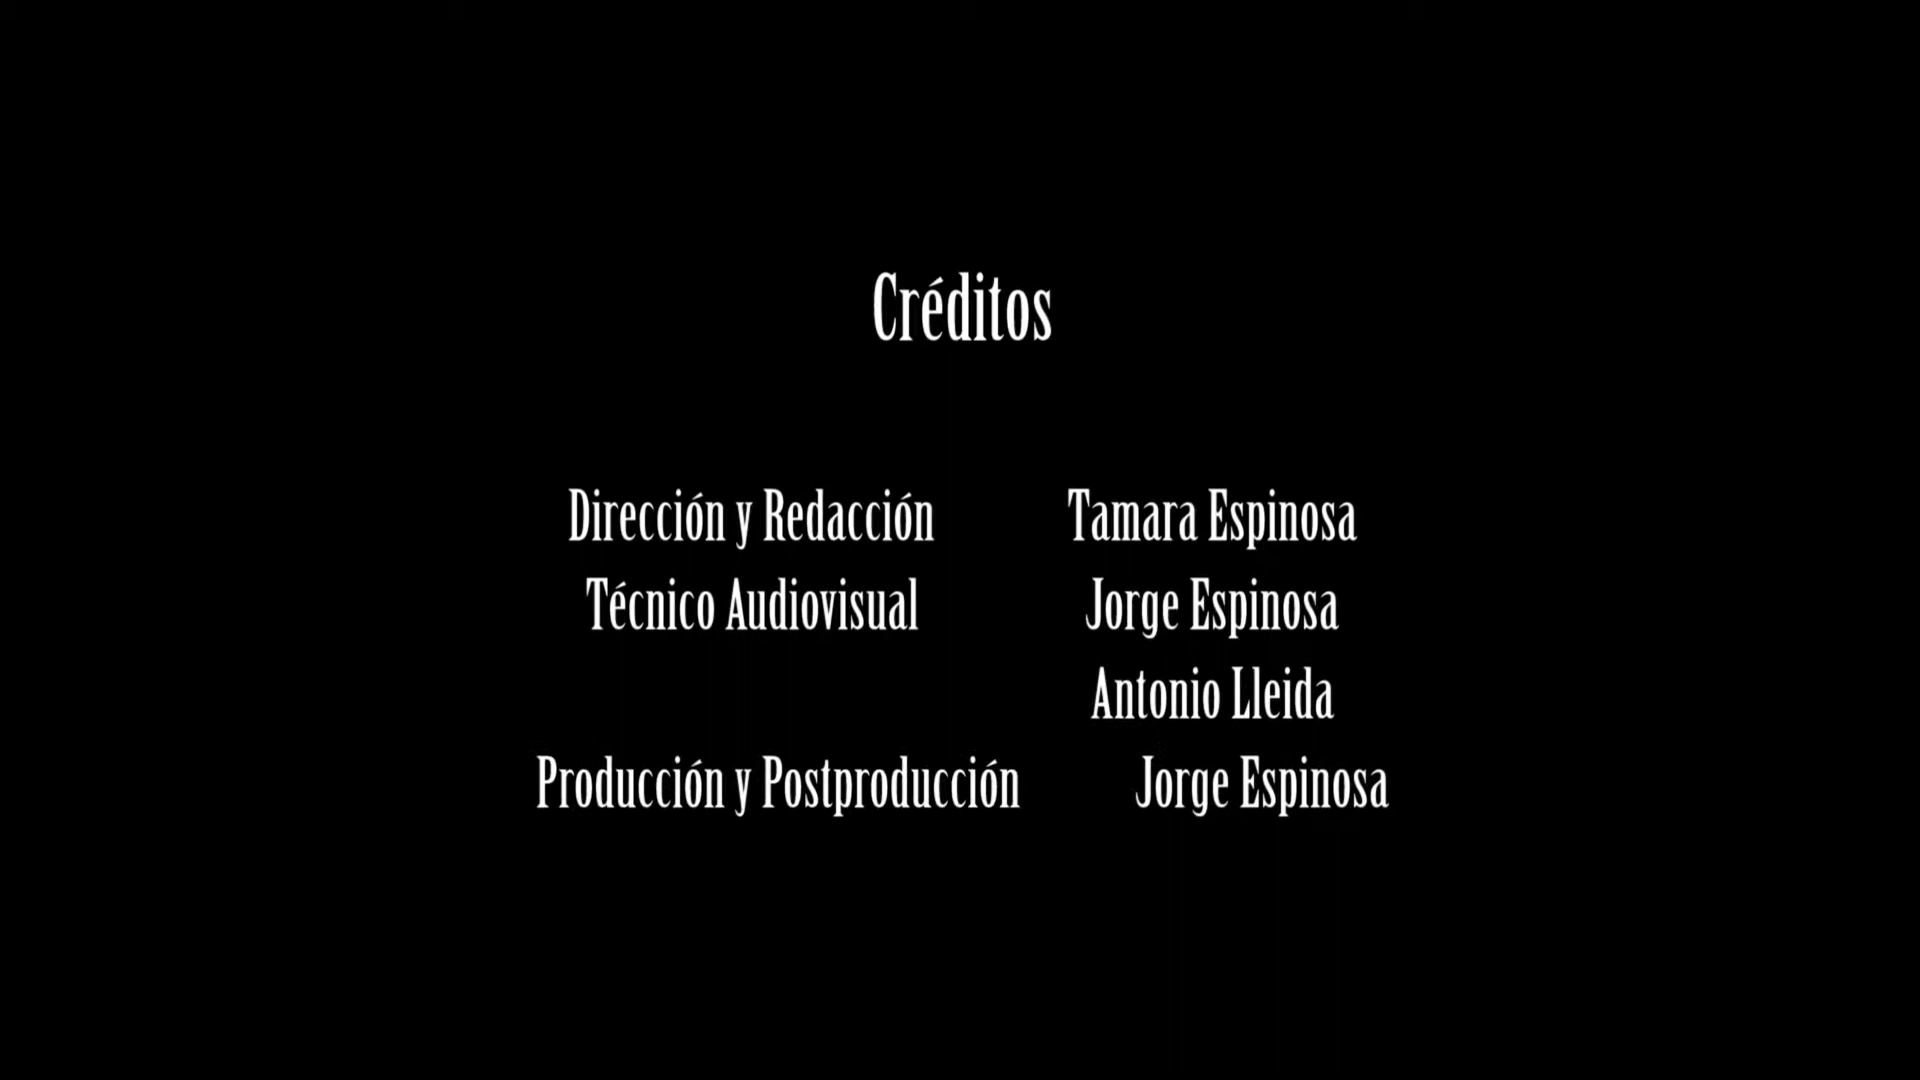 Créditos
Dirección y Redacción Tamara Espinosa
Técnico Audiovisual Jorge Espinosa
Antonio Lleida
Producción y Postproducción Jorge Espinosa